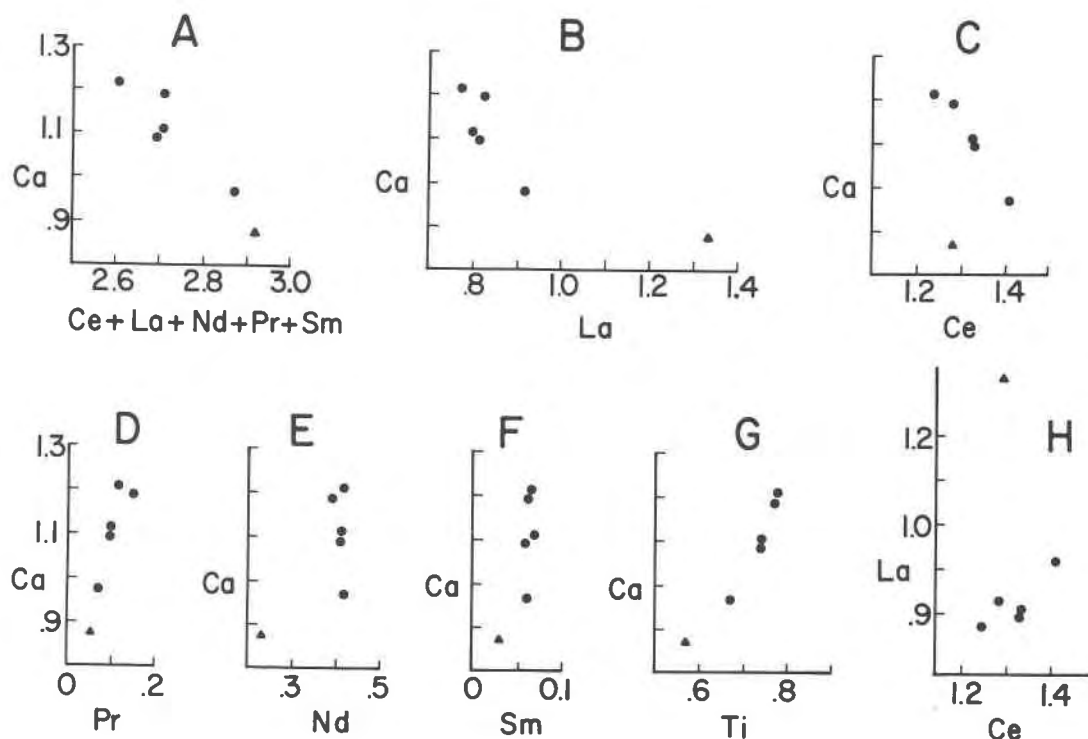 A
1.3
1.1
Ca
.9
2.6 2.8 3.0
Ce+La+Nd+Pr+Sm
B
Ca
.8 1.0 1.2 1.4
La
C
Ca
1.2 1.4
Ce
D
1.3
1.1
Ca
.9
0 .2
Pr
E
Ca
.3 .5
Nd
F
Ca
0 0.1
Sm
G
Ca
.6 .8
Ti
H
1.2
1.0
La
.9
1.2 1.4
Ce